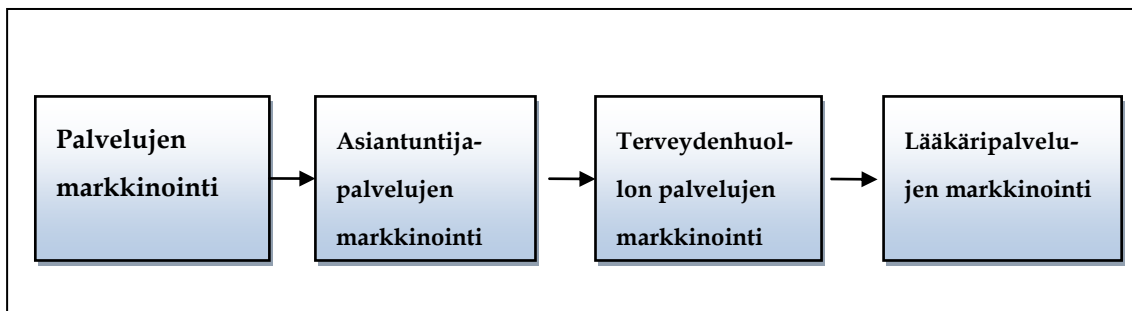 Palvelujen
markkinointi
Asiantuntija-
palvelujen
markkinointi
Terveydenhuol-
lon palvelujen
markkinointi
Lääkäripalvelu-
jen markkinointi